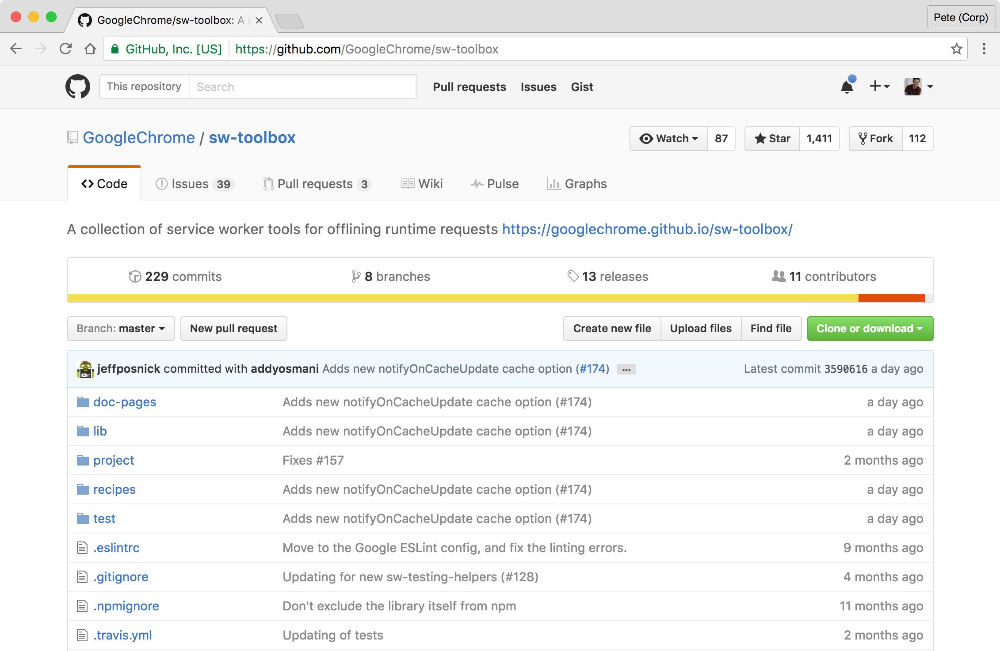 GoogleChrome/sw-toolbox: A
Pete (Corp)
GitHub, Inc. [US] https://github.com/GoogleChrome/sw-toolbox
This repository Search Pull requests Issues Gist
GoogleChrome / sw-toolbox Watch 87 Star 1,411 Fork 112
Code Issues 39 Pull requests 3 Wiki Pulse Graphs
A collection of service worker tools for offlining runtime requests https://googlechrome.github.io/sw-toolbox/
229 commits 8 branches 13 releases 11 contributors
Branch: master New pull request Create new file Upload files Find file Clone or download
jeffposnick committed with addyosmani Adds new notifyOnCacheUpdate cache option (#174) … Latest commit 3590616 a day ago
doc-pages Adds new notifyOnCacheUpdate cache option (#174) a day ago
lib Adds new notifyOnCacheUpdate cache option (#174) a day ago
project Fixes #157 2 months ago
recipes Adds new notifyOnCacheUpdate cache option (#174) a day ago
test Adds new notifyOnCacheUpdate cache option (#174) a day ago
.eslintrc Move to the Google ESLint config, and fix the linting errors. 9 months ago
.gitignore Updating for new sw-testing-helpers (#128) 4 months ago
.npmignore Don't exclude the library itself from npm 11 months ago
.travis.yml Updating of tests 2 months ago